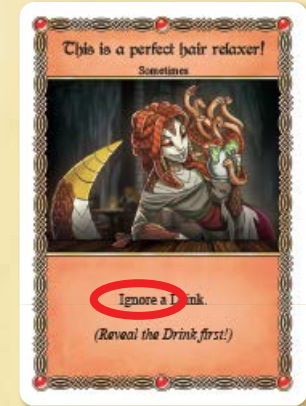 This is a perfect hair relaxer!
Sometimes
Ignore a Drink.
(Reveal the Drink first!)